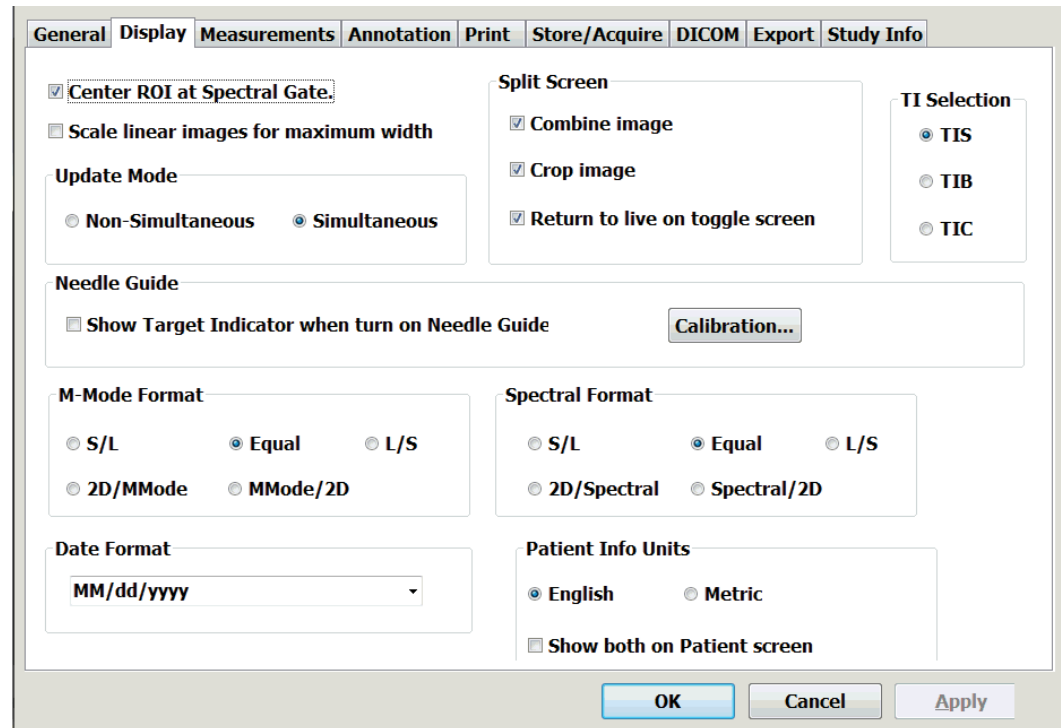 General Display Measurements Annotation Print Store/Acquire DICOM Export Study Info
Center ROI at Spectral Gate.
Scale linear images for maximum width
Update Mode
Non-Simultaneous Simultaneous
Split Screen
Combine image
Crop image
Return to live on toggle screen
TI Selection
TIS
TIB
TIC
Needle Guide
Show Target Indicator when turn on Needle Guide Calibration...
M-Mode Format
S/L Equal L/S
2D/MMode MMode/2D
Spectral Format
S/L Equal L/S
2D/Spectral Spectral/2D
Date Format
MM/dd/yyyy
Patient Info Units
English Metric
Show both on Patient screen
OK Cancel Apply